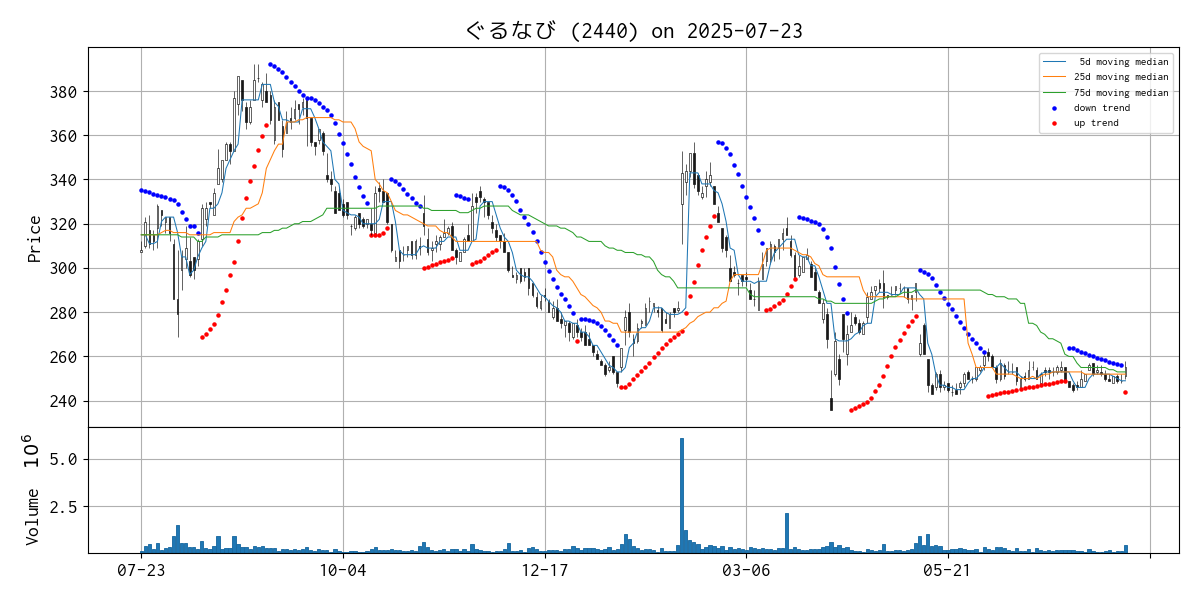 ぐるなび (2440) on 2025-07-23
5d moving median
25d moving median
75d moving median
down trend
up trend
Price
380
360
340
320
300
280
260
240
Volume 10^6
5.0
2.5
07-23 10-04 12-17 03-06 05-21